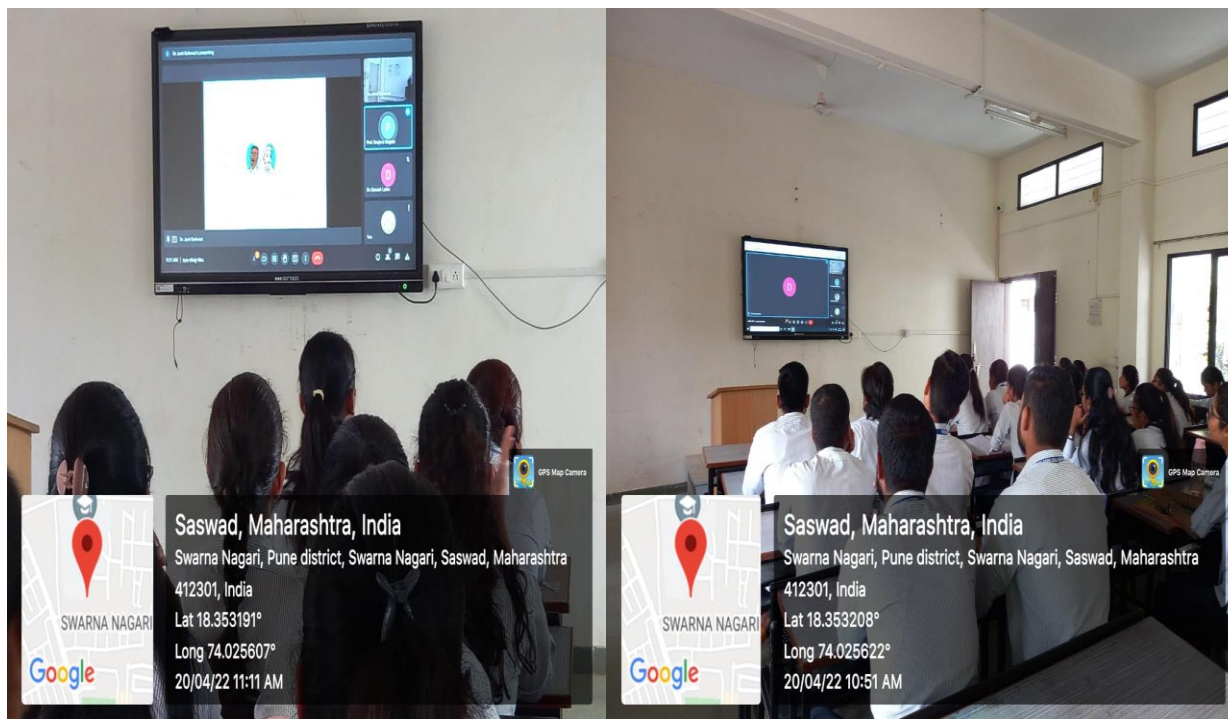 GPS Map Camera
SWARNA NAGARI
Google
Saswad, Maharashtra, India
Swarna Nagari, Pune district, Swarna Nagari, Saswad, Maharashtra
412301, India
Lat 18.353191°
Long 74.025607°
20/04/22 11:11 AM
D
GPS Map Camera
SWARNA NAGARI
Google
Saswad, Maharashtra, India
Swarna Nagari, Pune district, Swarna Nagari, Saswad, Maharashtra
412301, India
Lat 18.353208°
Long 74.025622°
20/04/22 10:51 AM
D